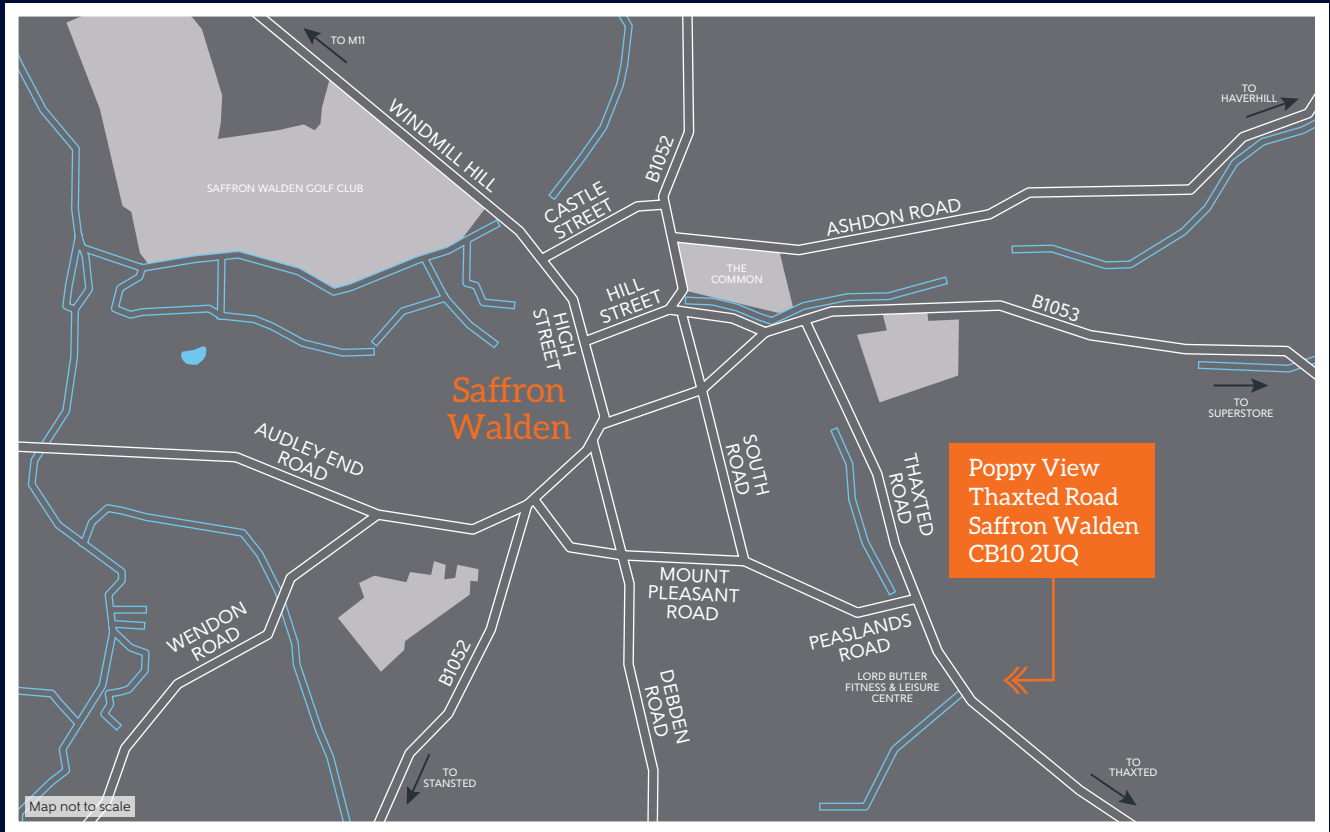 TO M11
TO
HAVERHILL
WINDMILL HILL
B1052
SAFFRON WALDEN GOLF CLUB
CASTLE
STREET
ASHDON ROAD
THE
COMMON
HILL
STREET
HIGH
STREET
B1053
Saffron
Walden
TO
SUPERSTORE
AUDLEY END
ROAD
SOUTH
ROAD
THAXTED
ROAD
Poppy View
Thaxted Road
Saffron Walden
CB10 2UQ
MOUNT
PLEASANT
ROAD
WENDON
ROAD
B1052
PEASLANDS
ROAD
DEBDEN
ROAD
LORD BUTLER
FITNESS & LEISURE
CENTRE
TO
STANSTED
TO
THAXTED
Map not to scale